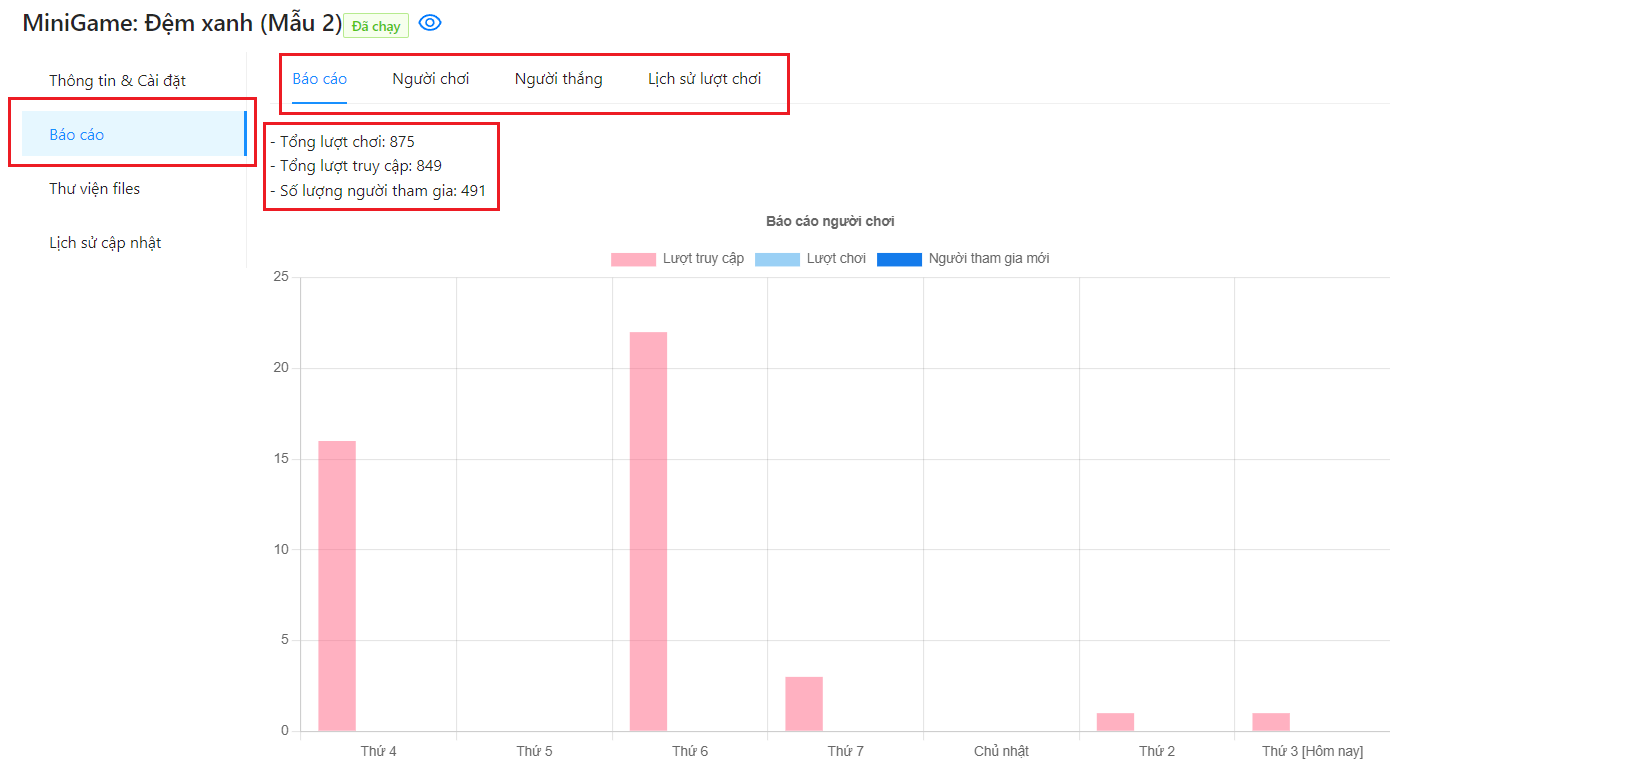 MiniGame: Đệm xanh (Mẫu 2) Đã chạy
Thông tin & Cài đặt
Báo cáo
Thư viện files
Lịch sử cập nhật
Báo cáo Người chơi Người thắng Lịch sử lượt chơi
- Tổng lượt chơi: 875
- Tổng lượt truy cập: 849
- Số lượng người tham gia: 491
Báo cáo người chơi
Lượt truy cập Lượt chơi Người tham gia mới
25
20
15
10
5
0
Thứ 4 Thứ 5 Thứ 6 Thứ 7 Chủ nhật Thứ 2 Thứ 3 [Hôm nay]